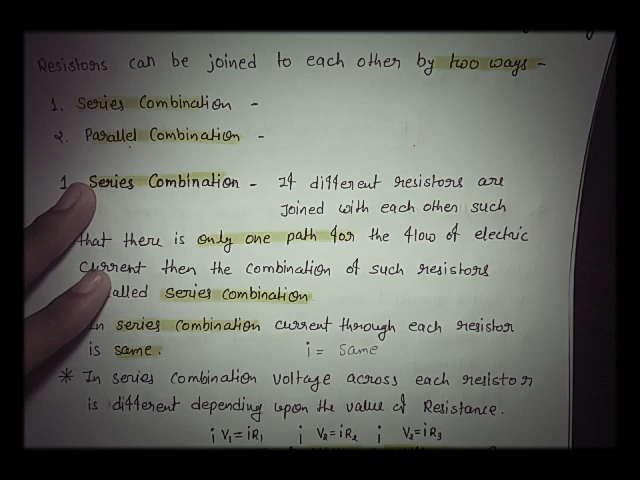 Resistors can be joined to each other by two ways -
1. Series Combination -
2. Parallel Combination -
1. Series Combination - If different resistors are
joined with each other such
that there is only one path for the flow of electric
current then the combination of such resistors
alled series combination.
In series combination current through each resistor
is same. i = same
* In series combination voltage across each resistor
is different depending upon the value of Resistance.
i V₁ = iR₁ i V₂ = iR₂ i V₂ = iR₃